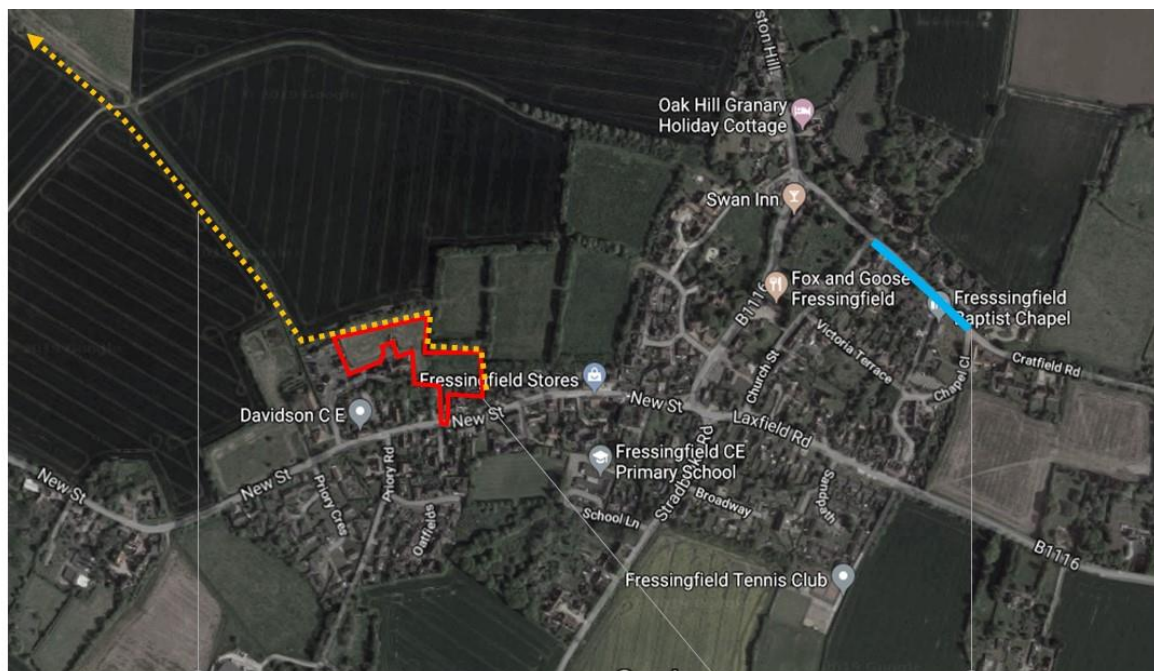 ston Hill
Oak Hill Granary
Holiday Cottage
Swan Inn
Fox and Goose
Fressingfield
B1116
Fresssingfield
Baptist Chapel
Victoria Terrace
Church St
Chapel Cl
Cratfield Rd
Fressingfield Stores
New St
Laxfield Rd
Davidson C E
New St
New St
New St
Priory Rd
Priory Cres
Oatfields
Fressingfield CE
Primary School
School Ln
Stradbroke Rd
Broadway
Sandpath
B1116
Fressingfield Tennis Club